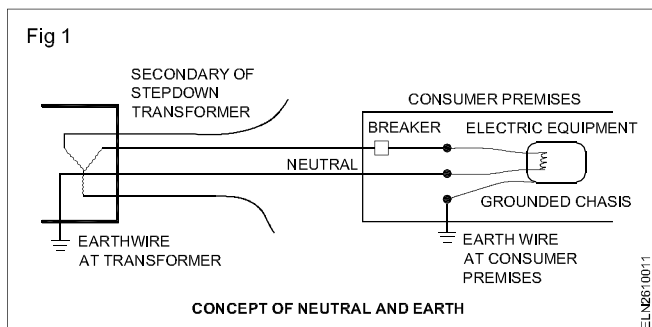 Fig 1
SECONDARY OF
STEPDOWN
TRANSFORMER
CONSUMER PREMISES
BREAKER
ELECTRIC EQUIPMENT
NEUTRAL
GROUNDED CHASIS
EARTHWIRE
AT TRANSFORMER
EARTH WIRE
AT CONSUMER
PREMISES
CONCEPT OF NEUTRAL AND EARTH
ELN2610011